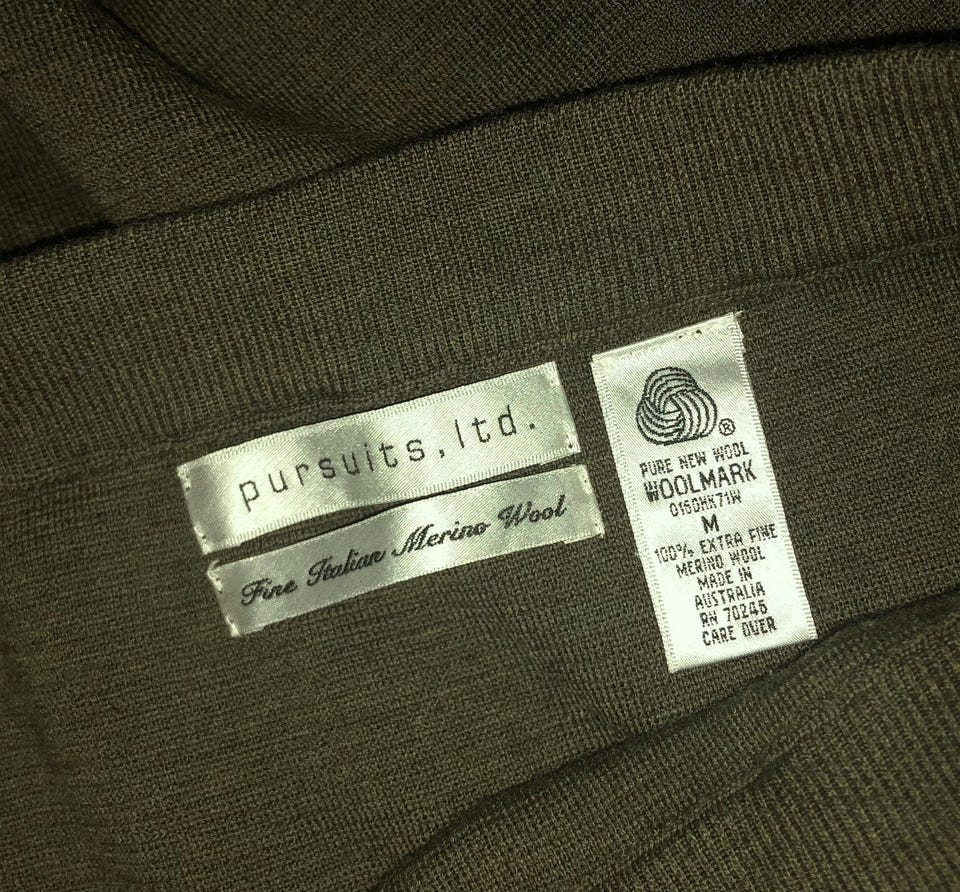 pursuits, ltd.
Fine Italian Merino Wool
®
PURE NEW WOOL
WOOLMARK
0150HK71W
M
100% EXTRA FINE
MERINO WOOL
MADE IN
AUSTRALIA
RN 70245
CARE OVER